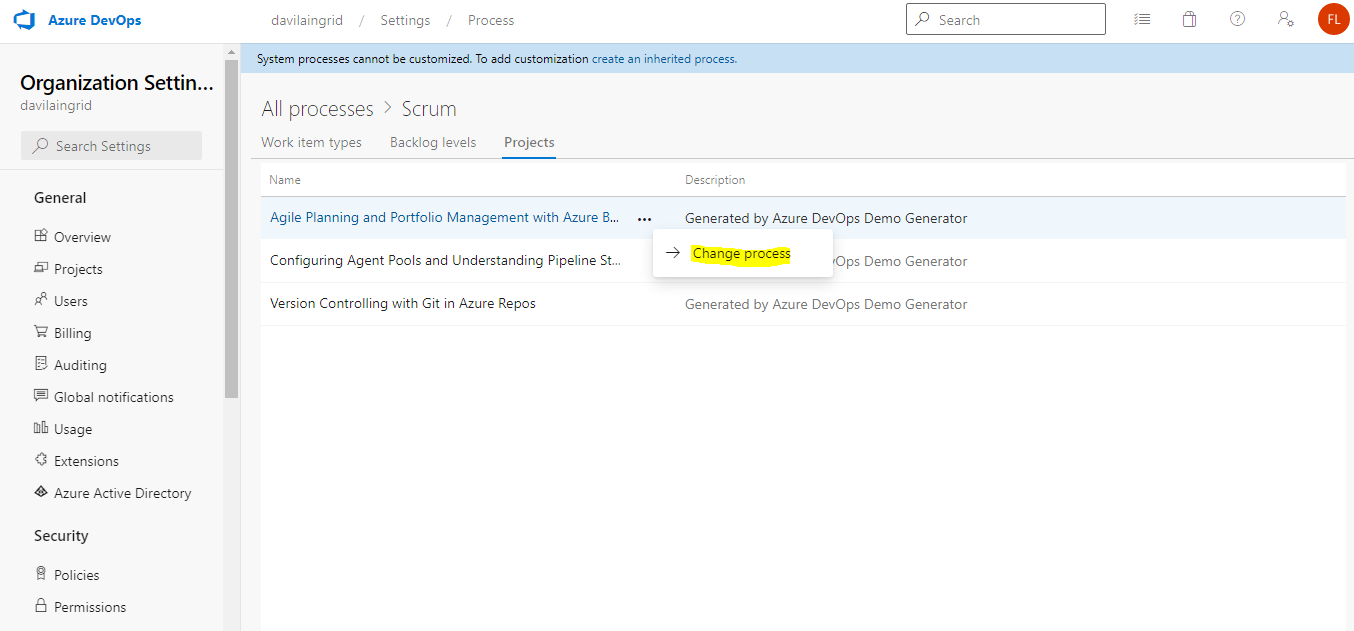 Azure DevOps
davilaingrid / Settings / Process
Search
FL
System processes cannot be customized. To add customization create an inherited process.
Organization Settin...
davilaingrid
Search Settings
General
Overview
Projects
Users
Billing
Auditing
Global notifications
Usage
Extensions
Azure Active Directory
Security
Policies
Permissions
All processes > Scrum
Work item types Backlog levels Projects
Name Description
Agile Planning and Portfolio Management with Azure B... ... Generated by Azure DevOps Demo Generator
Change process
Configuring Agent Pools and Understanding Pipeline St... Ops Demo Generator
Version Controlling with Git in Azure Repos Generated by Azure DevOps Demo Generator